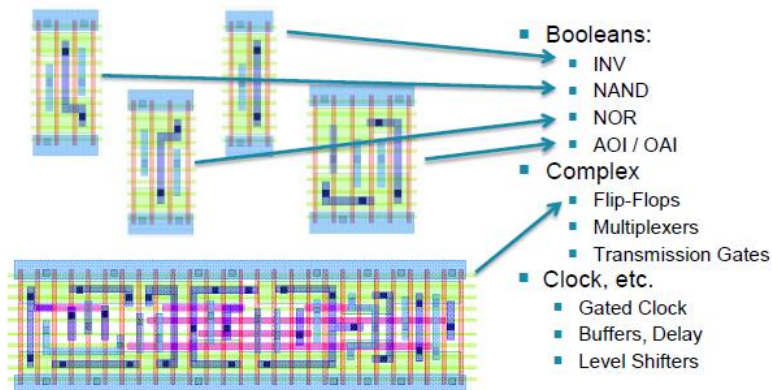 Booleans:
INV
NAND
NOR
AOI / OAI
Complex
Flip-Flops
Multiplexers
Transmission Gates
Clock, etc.
Gated Clock
Buffers, Delay
Level Shifters